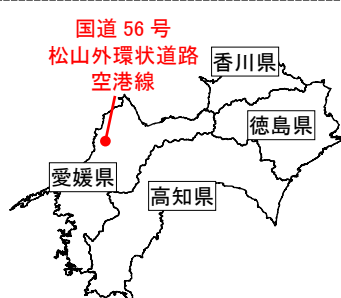 国道 56 号
松山外環状道路
空港線
香川県
徳島県
愛媛県
高知県